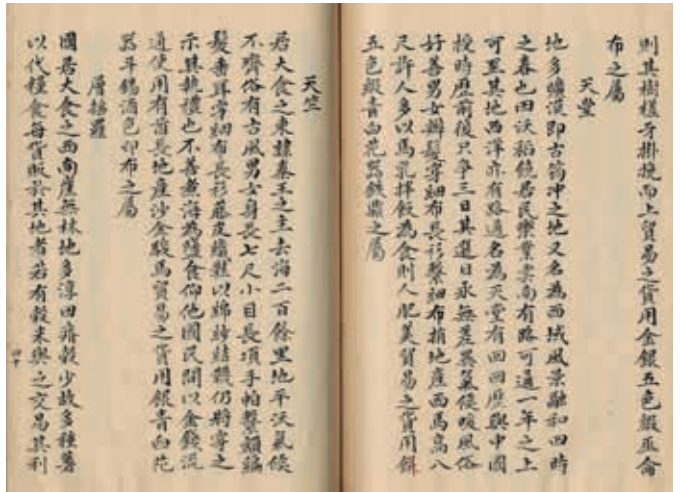 則其樹槎牙掛挽而上貿易之貨用金銀五色緞巫侖
布之屬
天堂
地多曠漠即古筠冲之地又名為西域風景融和四時
之春也田沃稻饒居民樂業雲南有路可通一年之上
可至其地西洋亦有路通名為天堂有回回厯與中國
授時厯前後只爭三日其選日永無差異氣候暖風俗
好善男女辮髮穿細布長衫繫細布捎地產西馬高八
尺許人多以馬乳拌飯為食則人肥美貿易之貨用銀
五色緞青白花器鐵鼎之屬
天竺
居大食之東隸秦王之主去海二百餘里地平沃氣候
不齊俗有古風男女身長七尺小目長項手帕繫額編
髮垂耳穿細布長衫藤皮織鞋以綿紗結襪仍將穿之
示其執禮也不善煮海為鹽食仰他國民間以金錢流
通使用有酋長地產沙金駿馬貿易之貨用銀青白花
器斗錫酒色印布之屬
層搖羅
國居大食之西南崖無林地多淳田瘠穀少故多種薯
以代糧食每貨販於其地者若有穀米與之交易其利
四十